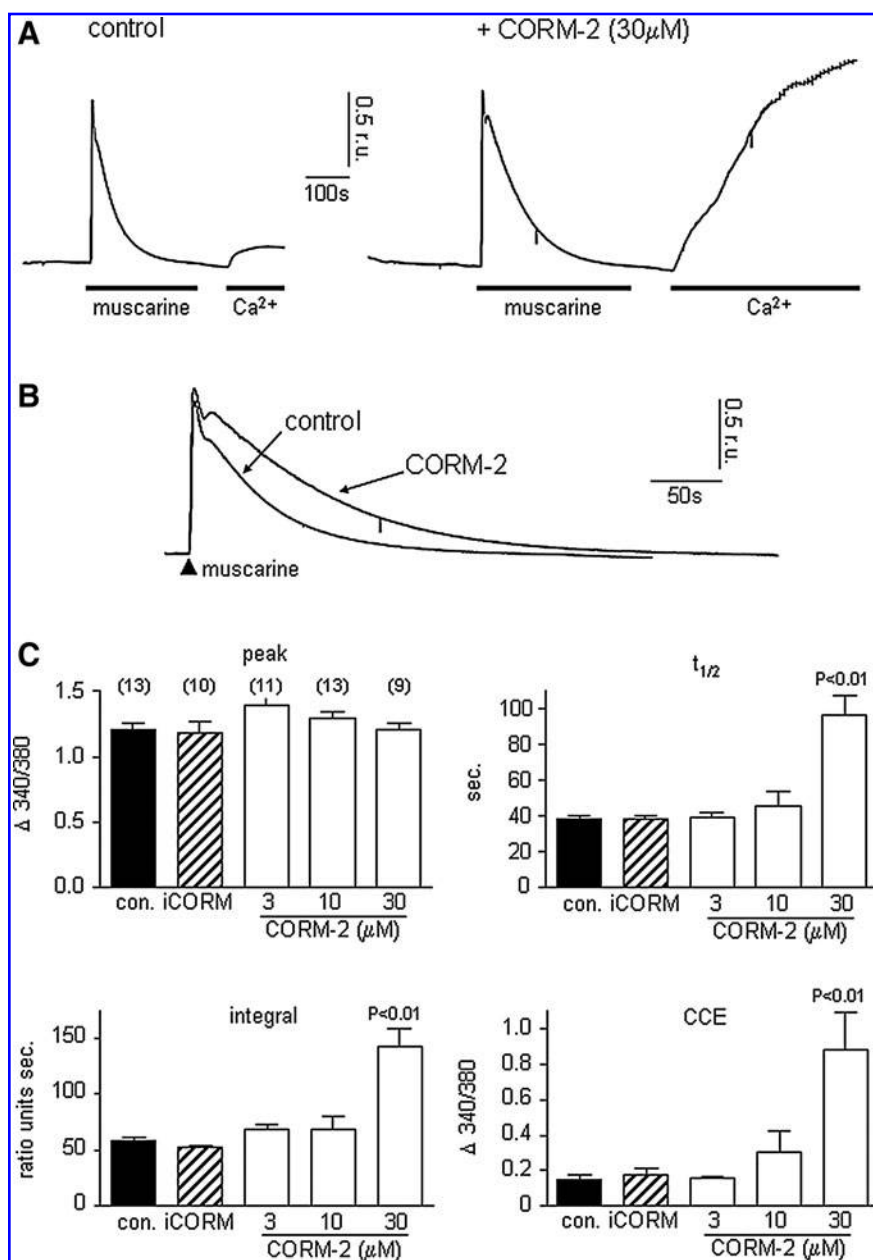 A
control
+ CORM-2 (30μM)
0.5 r.u.
100s
muscarine
Ca²⁺
muscarine
Ca²⁺
B
control
CORM-2
0.5 r.u.
50s
▲ muscarine
C
peak
(13) (10) (11) (13) (9)
1.5
1.0
0.5
0.0
Δ 340/380
con. iCORM 3 10 30
CORM-2 (μM)
t1/2
P<0.01
100
80
60
40
20
0
sec.
con. iCORM 3 10 30
CORM-2 (μM)
integral
P<0.01
150
100
50
0
ratio units sec.
con. iCORM 3 10 30
CORM-2 (μM)
CCE
P<0.01
1.0
0.8
0.6
0.4
0.2
0
Δ 340/380
con. iCORM 3 10 30
CORM-2 (μM)